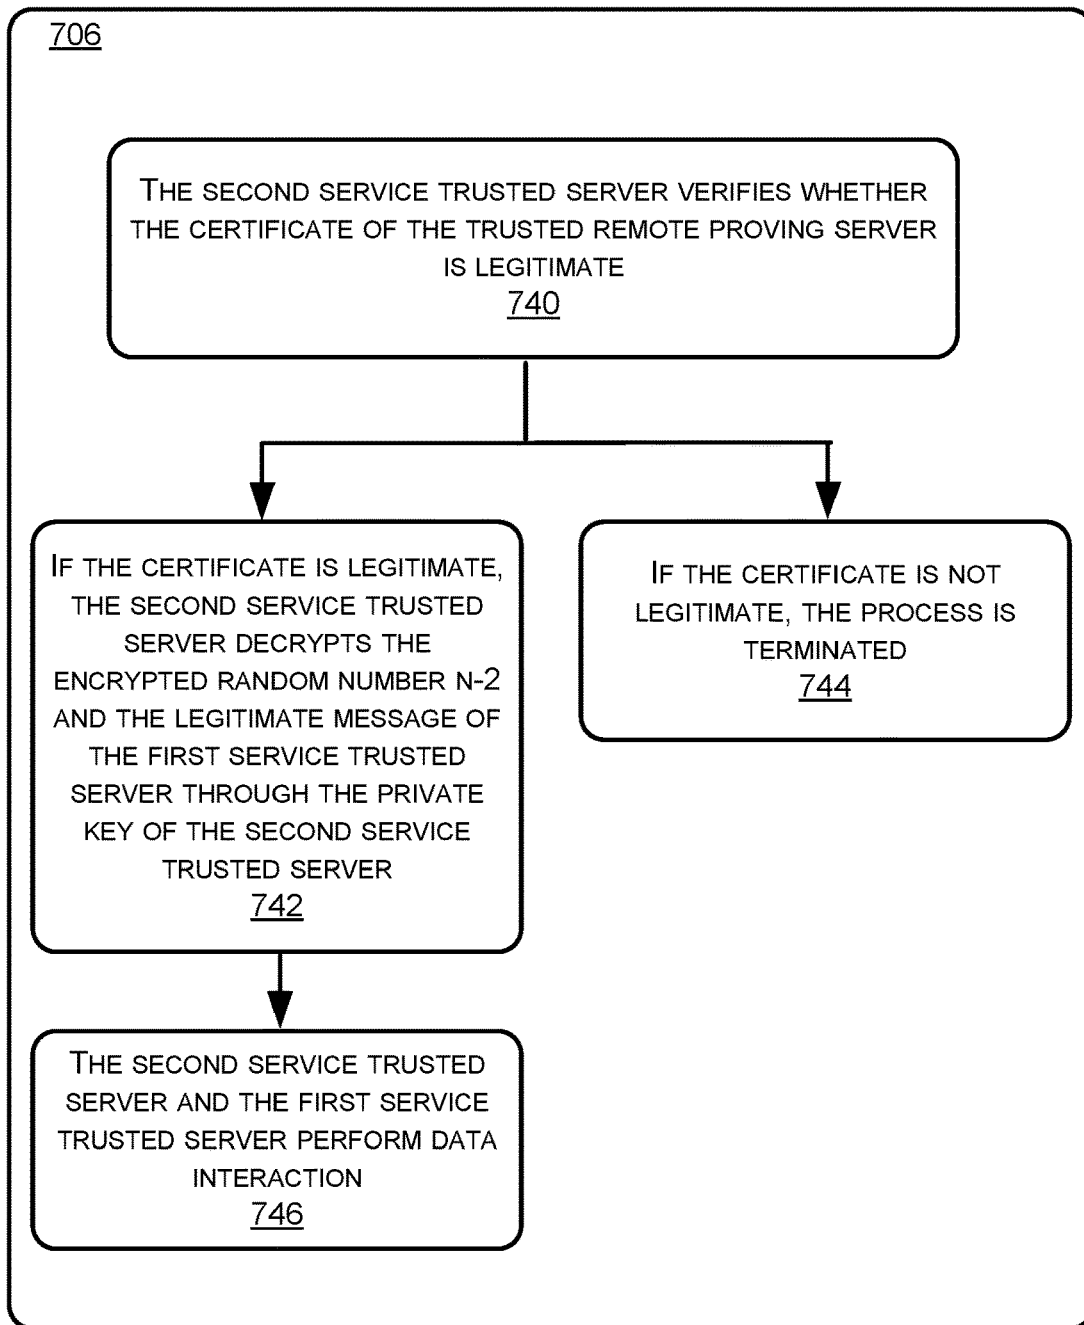 706
THE SECOND SERVICE TRUSTED SERVER VERIFIES WHETHER
THE CERTIFICATE OF THE TRUSTED REMOTE PROVING SERVER
IS LEGITIMATE
740
IF THE CERTIFICATE IS LEGITIMATE,
THE SECOND SERVICE TRUSTED
SERVER DECRYPTS THE
ENCRYPTED RANDOM NUMBER N-2
AND THE LEGITIMATE MESSAGE OF
THE FIRST SERVICE TRUSTED
SERVER THROUGH THE PRIVATE
KEY OF THE SECOND SERVICE
TRUSTED SERVER
742
IF THE CERTIFICATE IS NOT
LEGITIMATE, THE PROCESS IS
TERMINATED
744
THE SECOND SERVICE TRUSTED
SERVER AND THE FIRST SERVICE
TRUSTED SERVER PERFORM DATA
INTERACTION
746